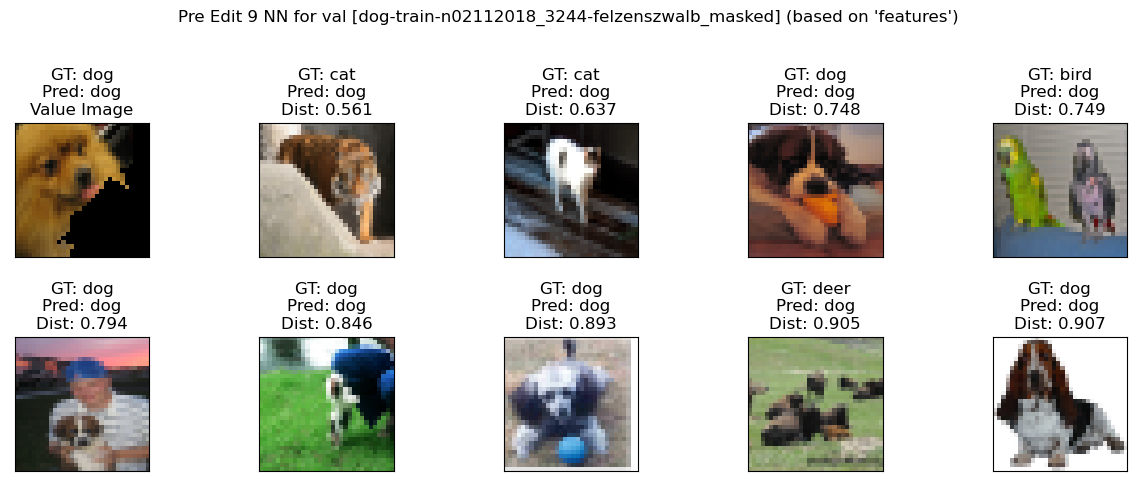 Pre Edit 9 NN for val [dog-train-n02112018_3244-felzenszwalb_masked] (based on 'features')
GT: dog
Pred: dog
Value Image
GT: cat
Pred: dog
Dist: 0.561
GT: cat
Pred: dog
Dist: 0.637
GT: dog
Pred: dog
Dist: 0.748
GT: bird
Pred: dog
Dist: 0.749
GT: dog
Pred: dog
Dist: 0.794
GT: dog
Pred: dog
Dist: 0.846
GT: dog
Pred: dog
Dist: 0.893
GT: deer
Pred: dog
Dist: 0.905
GT: dog
Pred: dog
Dist: 0.907